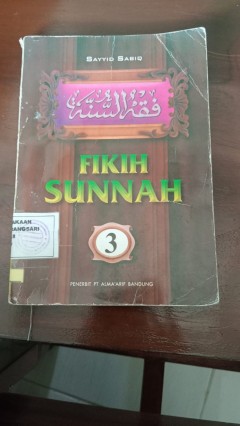 SAYYID SABIQ
فقه السنة
FIKIH
SUNNAH
3
PENERBIT PT. ALMA'ARIF BANDUNG